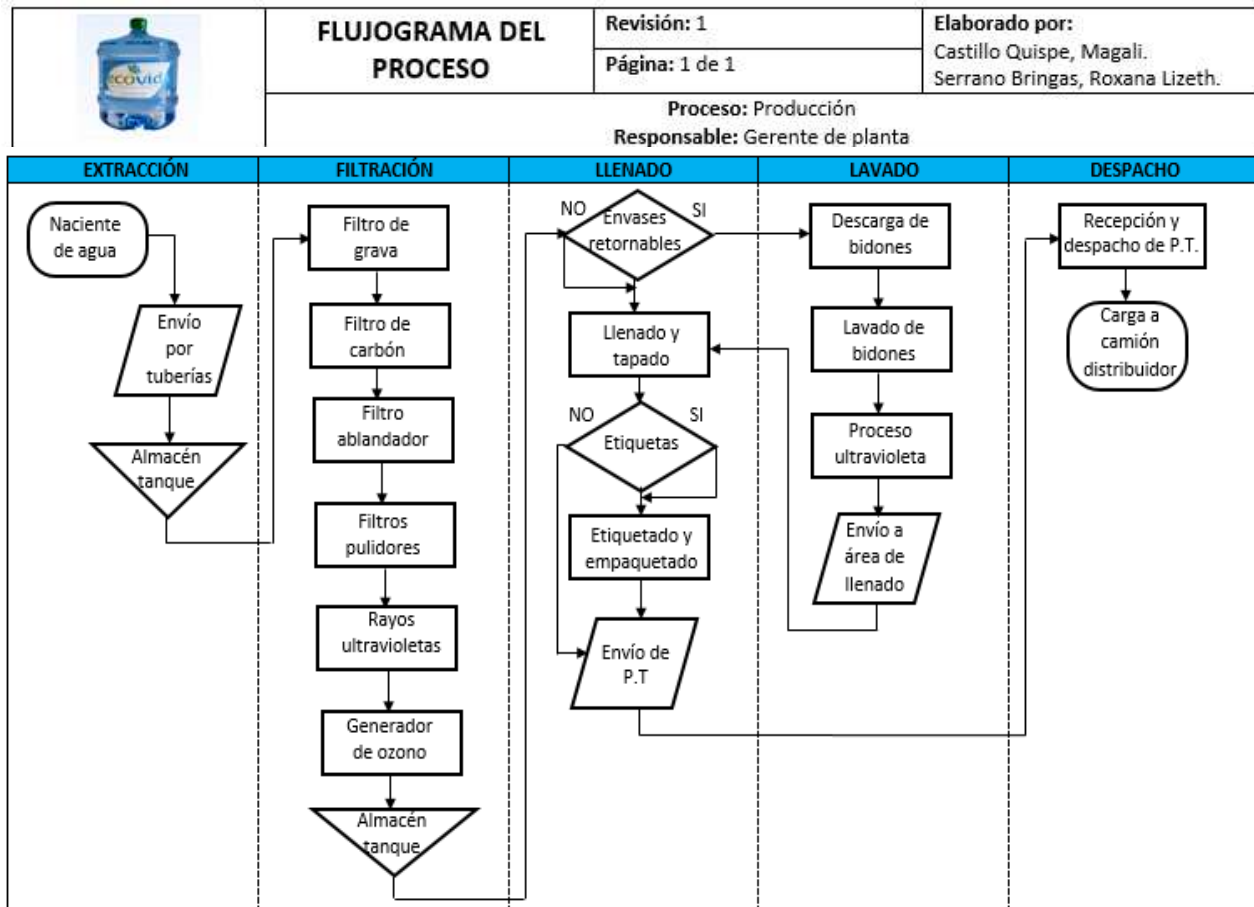 ecovid
FLUJOGRAMA DEL
PROCESO
Revisión: 1
Página: 1 de 1
Elaborado por:
Castillo Quispe, Magali.
Serrano Bringas, Roxana Lizeth.
Proceso: Producción
Responsable: Gerente de planta
EXTRACCIÓN
Naciente
de agua
Envío
por
tuberías
Almacén
tanque
FILTRACIÓN
Filtro de
grava
Filtro de
carbón
Filtro
ablandador
Filtros
pulidores
Rayos
ultravioletas
Generador
de ozono
Almacén
tanque
LLENADO
NO
Envases
retornables
SI
Llenado y
tapado
NO
SI
Etiquetas
Etiquetado y
empaquetado
Envío de
P.T
LAVADO
Descarga de
bidones
Lavado de
bidones
Proceso
ultravioleta
Envío a
área de
llenado
DESPACHO
Recepción y
despacho de P.T.
Carga a
camión
distribuidor